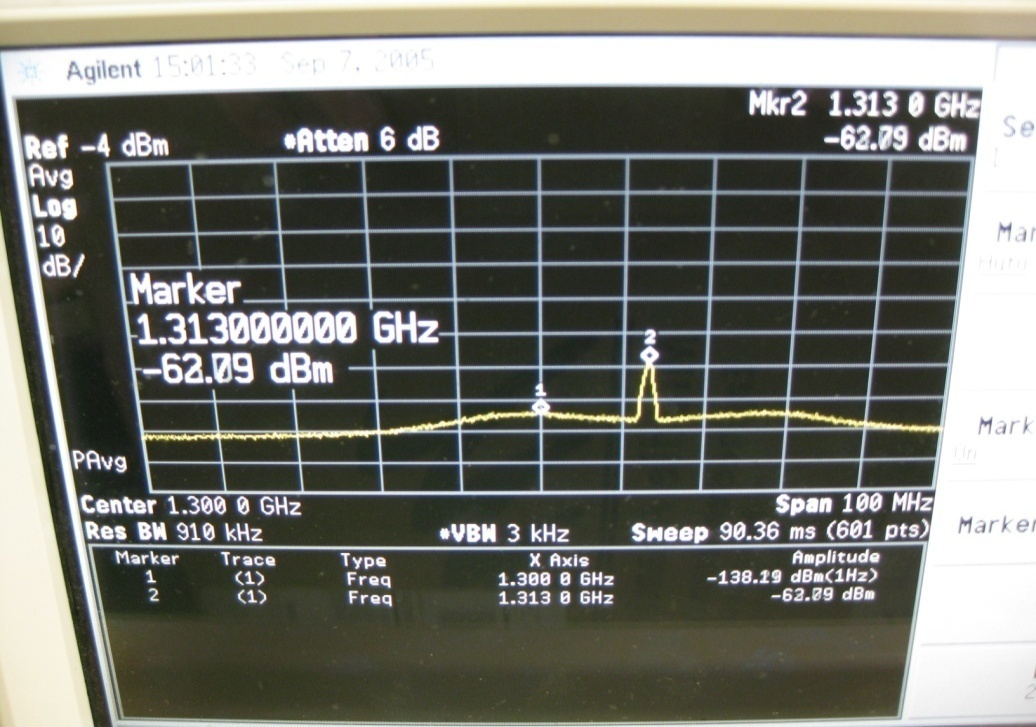 Agilent 15:01:33 Sep 7, 2005
Mkr2 1.313 0 GHz
Ref -4 dBm *Atten 6 dB -62.09 dBm
Avg
Log
10
dB/
Marker
1.313000000 GHz
-62.09 dBm
2
1
PAvg
Center 1.300 0 GHz Span 100 MHz
Res BW 910 kHz *VBW 3 kHz Sweep 90.36 ms (601 pts)
Marker Trace Type X Axis Amplitude
1 (1) Freq 1.300 0 GHz -138.19 dBm(1Hz)
2 (1) Freq 1.313 0 GHz -62.09 dBm
Se
1
Mar
Mark
On
Marker
2